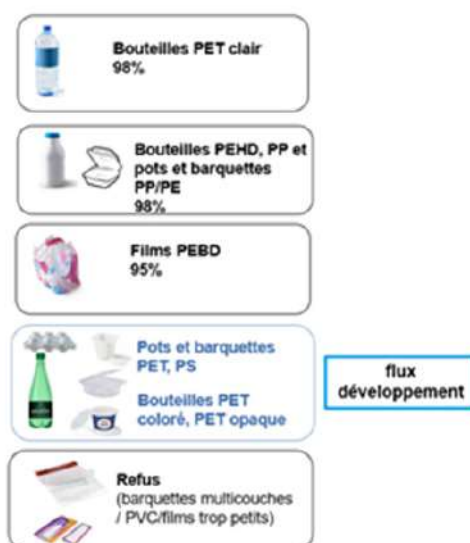 Bouteilles PET clair
98%
Bouteilles PEHD, PP et
pots et barquettes
PP/PE
98%
Films PEBD
95%
Pots et barquettes
PET, PS
Bouteilles PET
coloré, PET opaque
flux
développement
Refus
(barquettes multicouches
/ PVC/films trop petits)